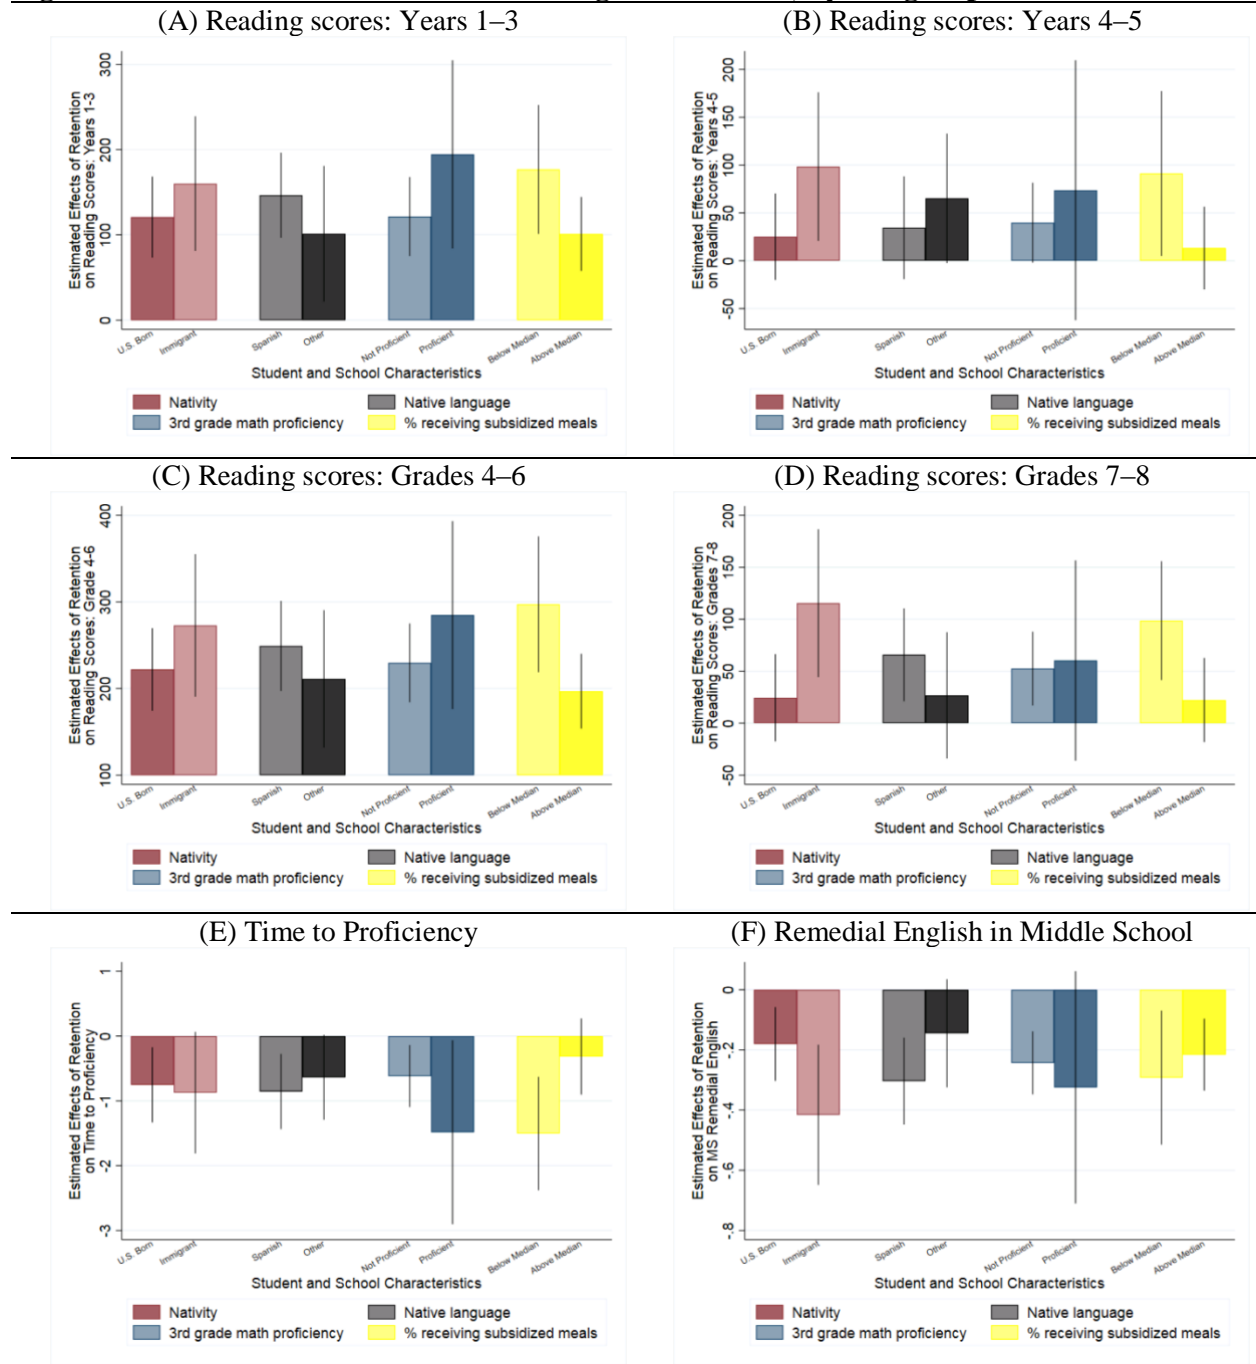 (A) Reading scores: Years 1–3
Estimated Effects of Retention
on Reading Scores: Years 1-3
300
200
100
0
U.S. Born Immigrant Spanish Other Not Proficient Proficient Below Median Above Median
Student and School Characteristics
Nativity Native language
3rd grade math proficiency % receiving subsidized meals
(B) Reading scores: Years 4–5
Estimated Effects of Retention
on Reading Scores: Years 4-5
200
150
100
50
0
-50
U.S. Born Immigrant Spanish Other Not Proficient Proficient Below Median Above Median
Student and School Characteristics
Nativity Native language
3rd grade math proficiency % receiving subsidized meals
(C) Reading scores: Grades 4–6
Estimated Effects of Retention
on Reading Scores: Grade 4-6
400
300
200
100
U.S. Born Immigrant Spanish Other Not Proficient Proficient Below Median Above Median
Student and School Characteristics
Nativity Native language
3rd grade math proficiency % receiving subsidized meals
(D) Reading scores: Grades 7–8
Estimated Effects of Retention
on Reading Scores: Grades 7-8
200
150
100
50
0
-50
U.S. Born Immigrant Spanish Other Not Proficient Proficient Below Median Above Median
Student and School Characteristics
Nativity Native language
3rd grade math proficiency % receiving subsidized meals
(E) Time to Proficiency
Estimated Effects of Retention
on Time to Proficiency
1
0
-1
-2
-3
U.S. Born Immigrant Spanish Other Not Proficient Proficient Below Median Above Median
Student and School Characteristics
Nativity Native language
3rd grade math proficiency % receiving subsidized meals
(F) Remedial English in Middle School
Estimated Effects of Retention
on MS Remedial English
0
-.2
-.4
-.6
-.8
U.S. Born Immigrant Spanish Other Not Proficient Proficient Below Median Above Median
Student and School Characteristics
Nativity Native language
3rd grade math proficiency % receiving subsidized meals